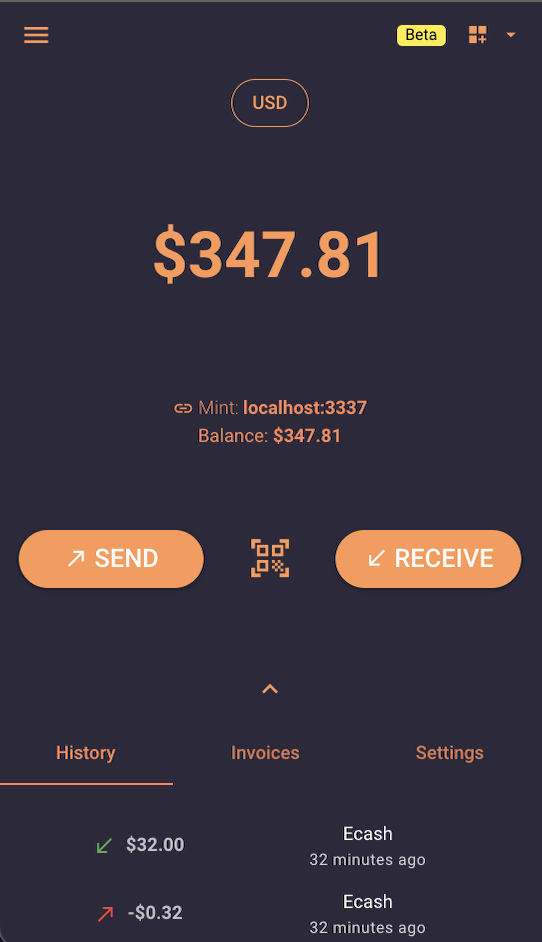 Beta
USD
$347.81
Mint: localhost:3337
Balance: $347.81
SEND
RECEIVE
History Invoices Settings
$32.00
Ecash
32 minutes ago
-$0.32
Ecash
32 minutes ago